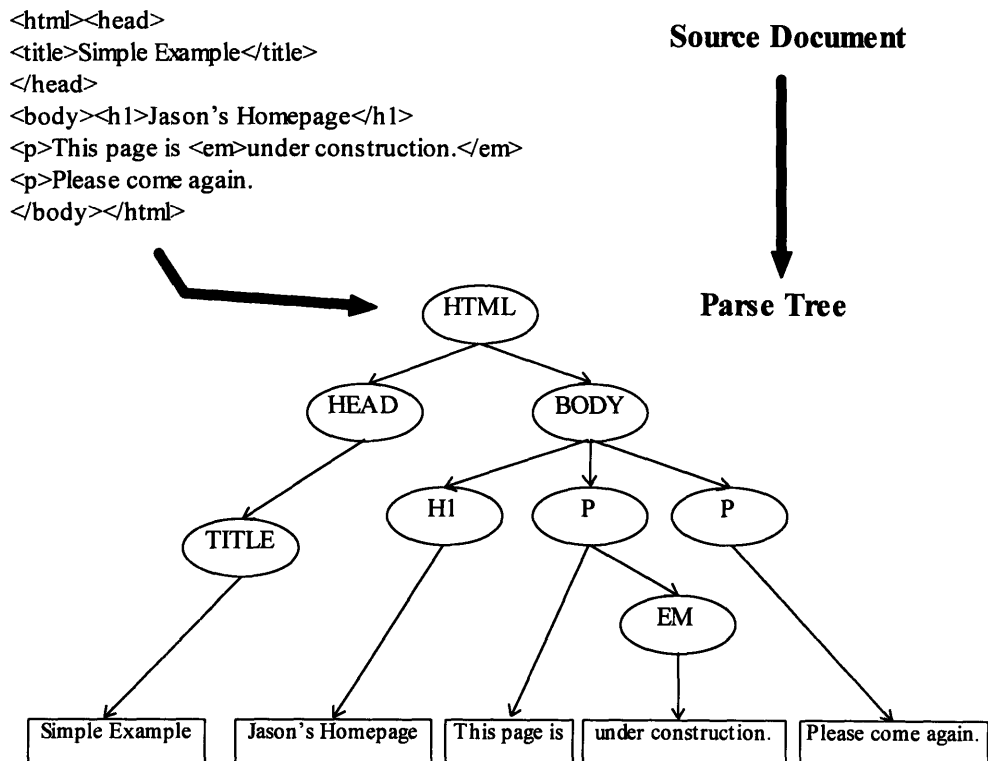 <html><head>
<title>Simple Example</title>
</head>
<body><h1>Jason's Homepage</h1>
<p>This page is <em>under construction.</em>
<p>Please come again.
</body></html>
Source Document
Parse Tree
HTML
HEAD
BODY
H1
P
P
TITLE
EM
Simple Example
Jason's Homepage
This page is
under construction.
Please come again.